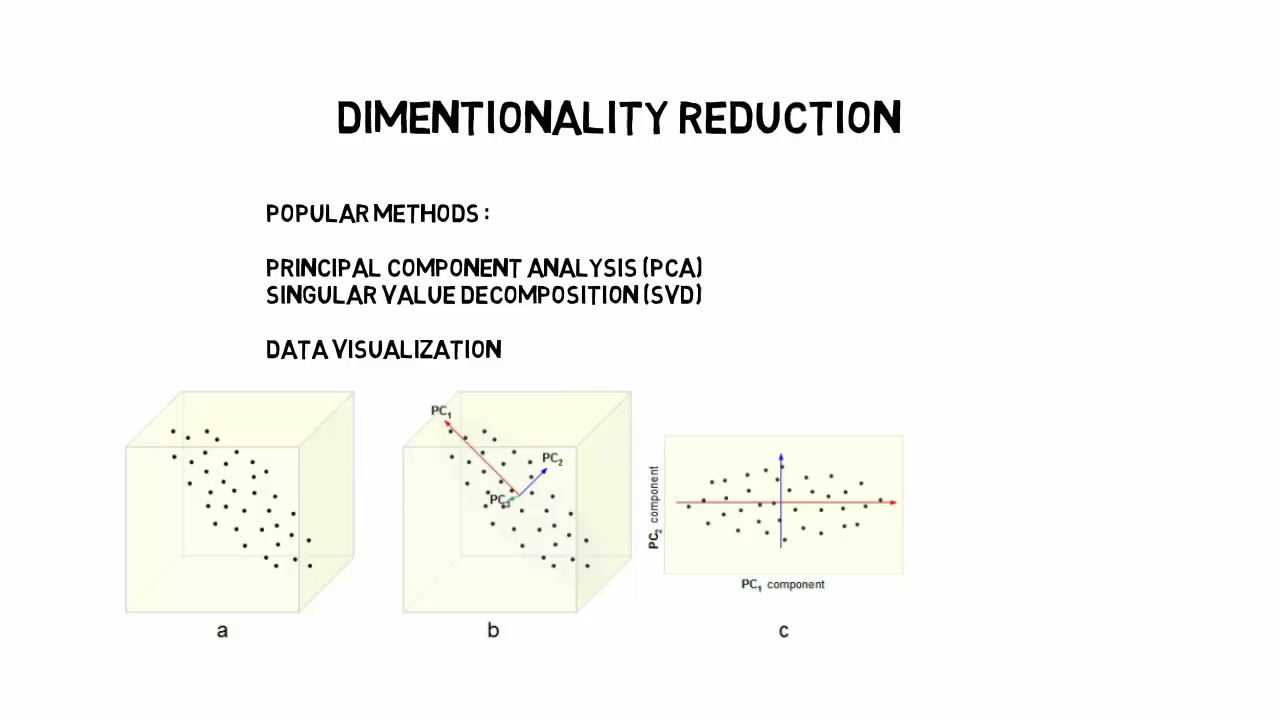 DIMENTIONALITY REDUCTION
POPULAR METHODS :
PRINCIPAL COMPONENT ANALYSIS (PCA)
SINGULAR VALUE DECOMPOSITION (SVD)
DATA VISUALIZATION
PC1
PC2
PC3
PC2 component
PC1 component
a
b
c